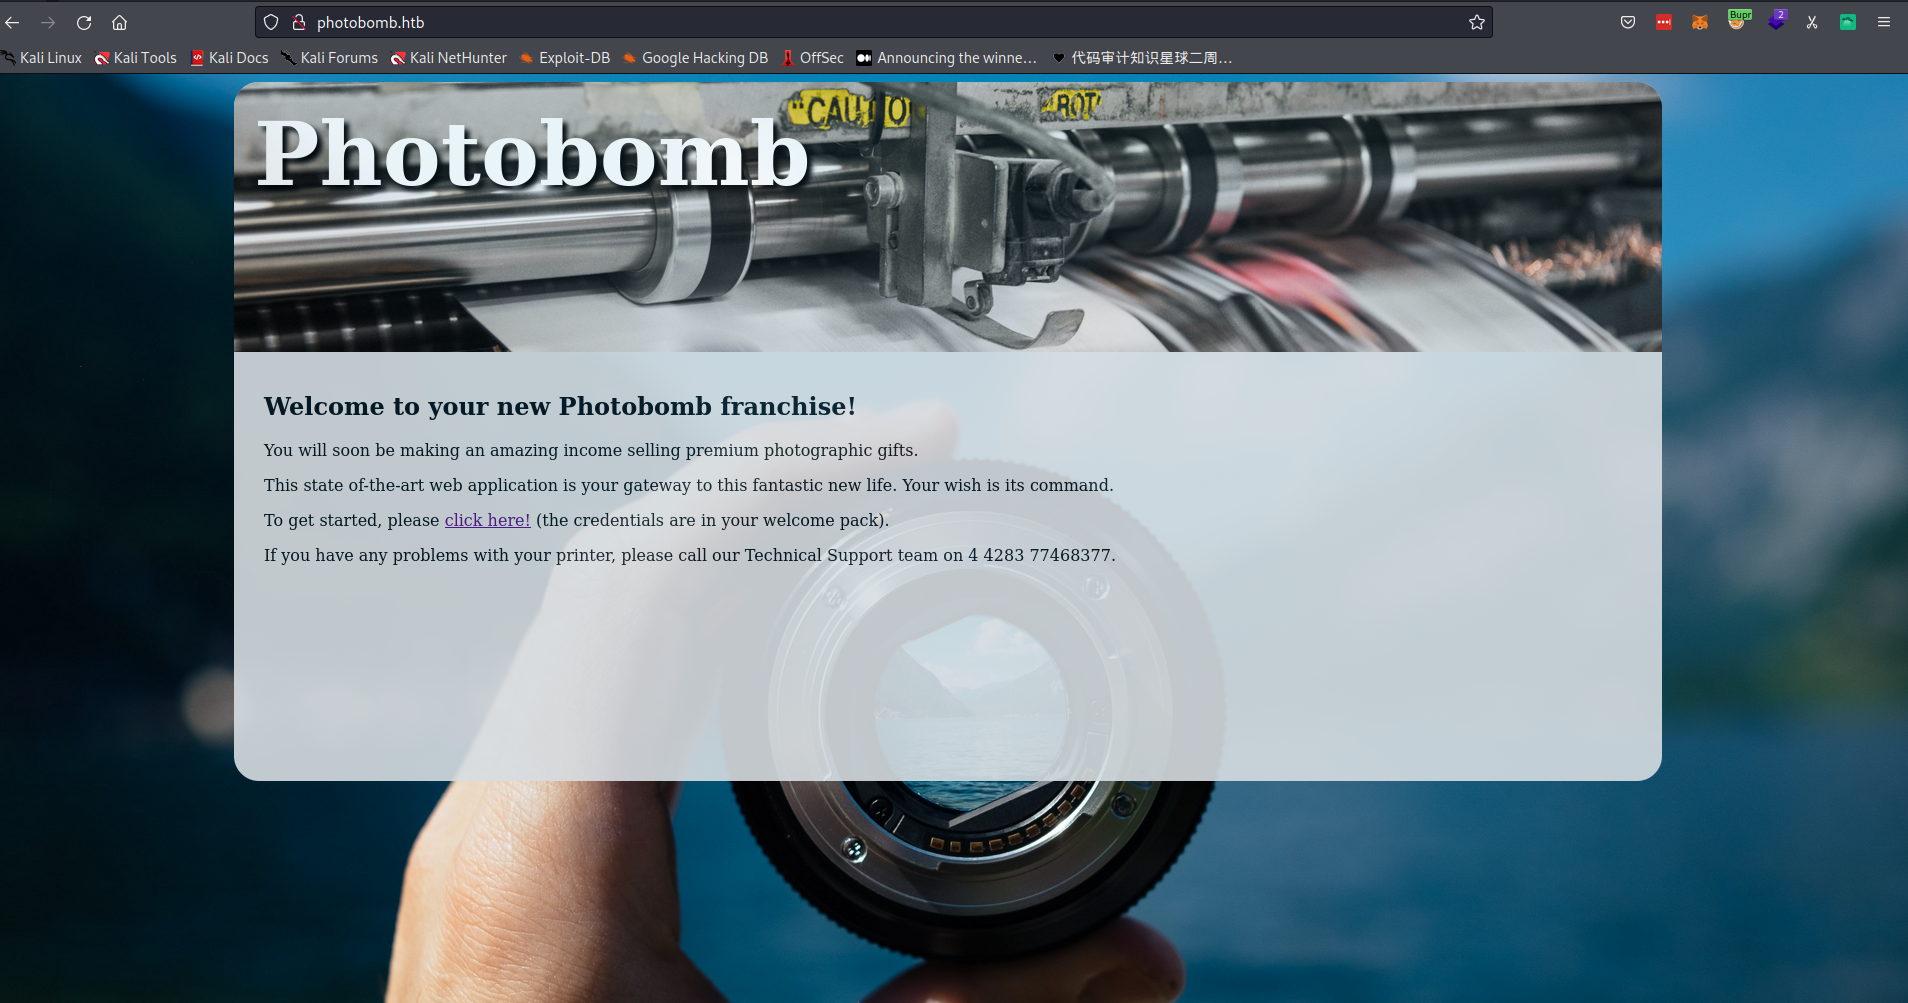 photobomb.htb
Bupr
2
Kali Linux Kali Tools Kali Docs Kali Forums Kali NetHunter Exploit-DB Google Hacking DB OffSec Announcing the winne… 代码审计知识星球二周…
"CAUTIO
ROT
Photobomb
Welcome to your new Photobomb franchise!
You will soon be making an amazing income selling premium photographic gifts.
This state of-the-art web application is your gateway to this fantastic new life. Your wish is its command.
To get started, please click here! (the credentials are in your welcome pack).
If you have any problems with your printer, please call our Technical Support team on 4 4283 77468377.